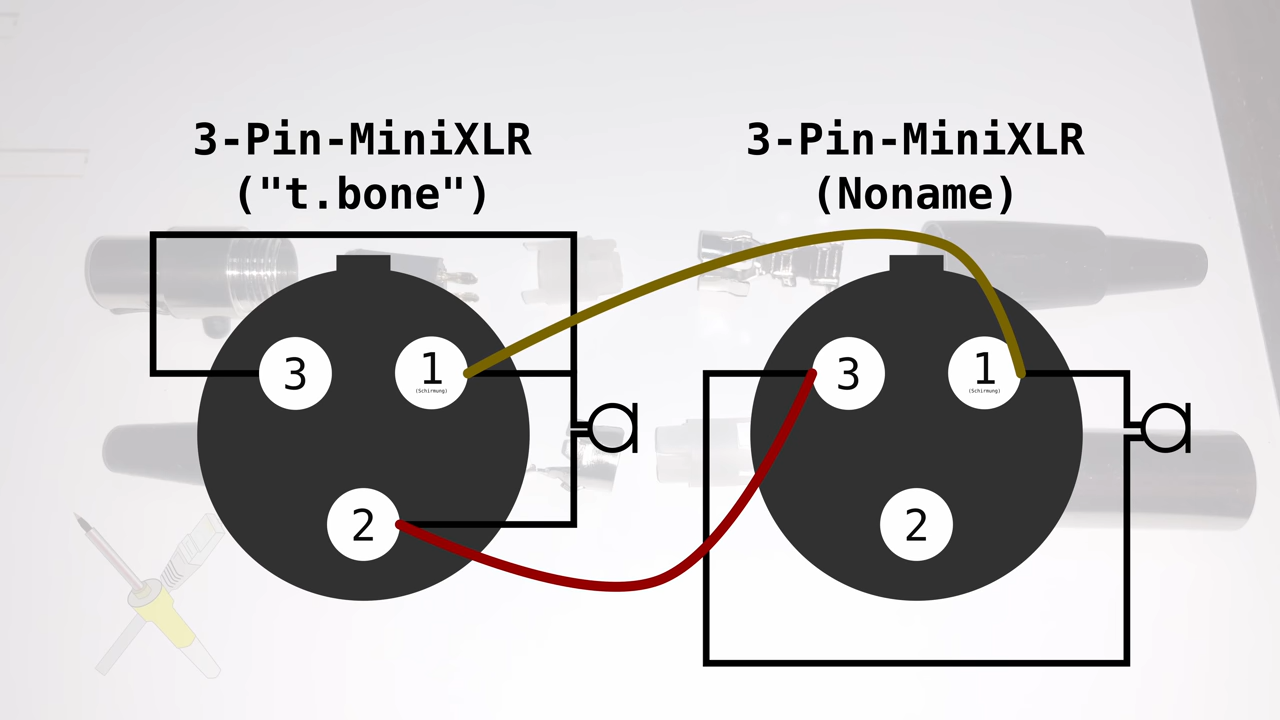 3-Pin-MiniXLR
("t.bone")
3-Pin-MiniXLR
(Noname)
3
1
(Schirmung)
2
3
1
(Schirmung)
2